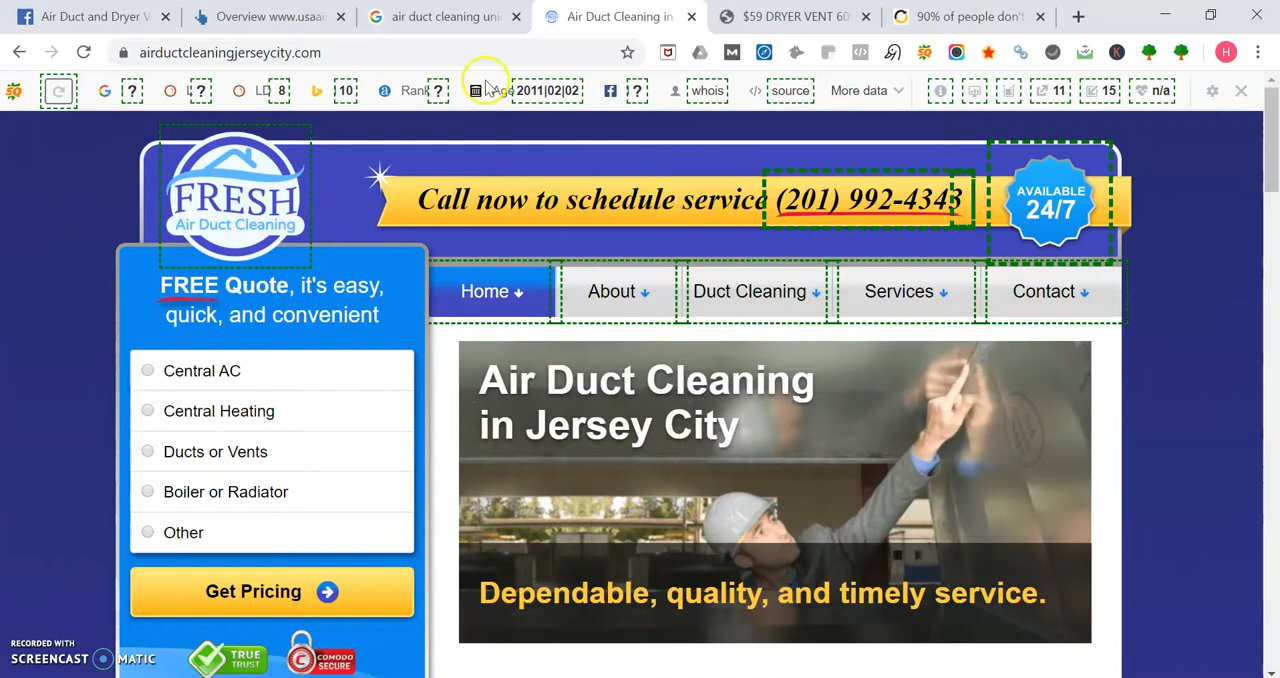 Air Duct and Dryer V
Overview www.usaair
air duct cleaning uni
Air Duct Cleaning in
$59 DRYER VENT 60
90% of people don't
airductcleaningjerseycity.com
H
SQ
G ?
L ?
LD 8
10
a Rank ?
Age 2011|02|02
?
whois
</> source
More data
11
15
n/a
FRESH
Air Duct Cleaning
Call now to schedule service (201) 992-4343
AVAILABLE
24/7
FREE Quote, it's easy,
quick, and convenient
Home
About
Duct Cleaning
Services
Contact
Central AC
Central Heating
Ducts or Vents
Boiler or Radiator
Other
Get Pricing
Air Duct Cleaning
in Jersey City
Dependable, quality, and timely service.
RECORDED WITH
SCREENCAST MATIC
TRUE
TRUST
COMODO
SECURE